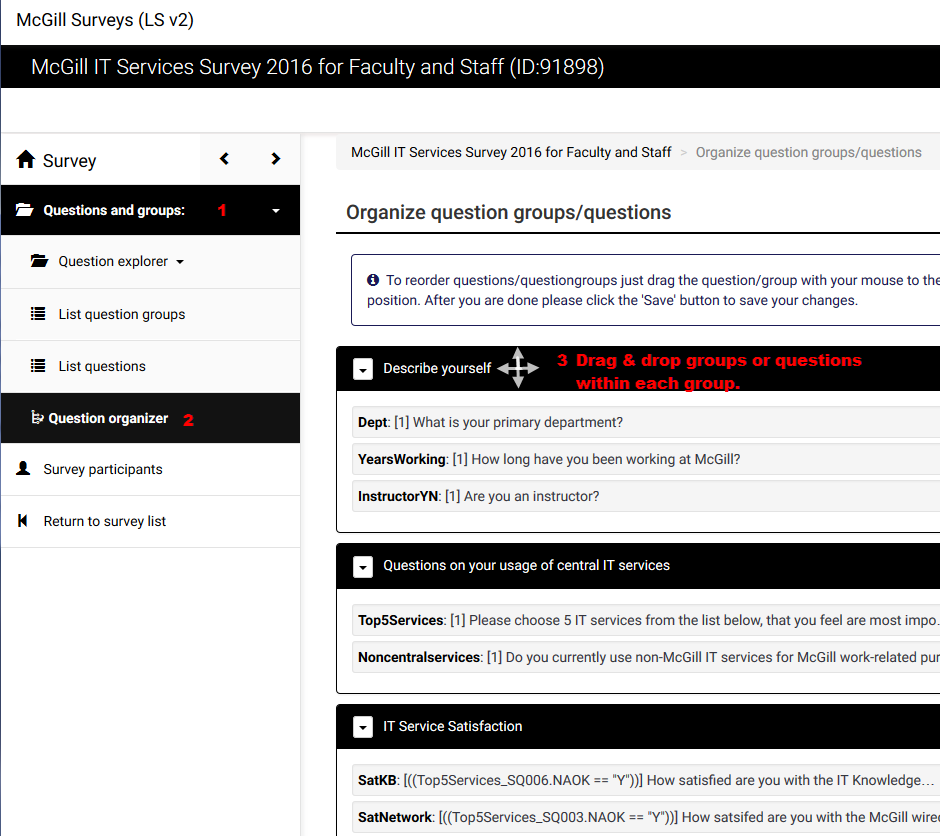 McGill Surveys (LS v2)
McGill IT Services Survey 2016 for Faculty and Staff (ID:91898)
Survey
McGill IT Services Survey 2016 for Faculty and Staff > Organize question groups/questions
Questions and groups: 1
Question explorer
List question groups
List questions
Question organizer 2
Survey participants
Return to survey list
Organize question groups/questions
To reorder questions/questiongroups just drag the question/group with your mouse to the
position. After you are done please click the 'Save' button to save your changes.
Describe yourself
3 Drag & drop groups or questions
within each group.
Dept: [1] What is your primary department?
YearsWorking: [1] How long have you been working at McGill?
InstructorYN: [1] Are you an instructor?
Questions on your usage of central IT services
Top5Services: [1] Please choose 5 IT services from the list below, that you feel are most impo.
Noncentralservices: [1] Do you currently use non-McGill IT services for McGill work-related pur
IT Service Satisfaction
SatKB: [((Top5Services_SQ006.NAOK == "Y"))] How satisfied are you with the IT Knowledge...
SatNetwork: [((Top5Services_SQ003.NAOK == "Y"))] How satisfed are you with the McGill wire